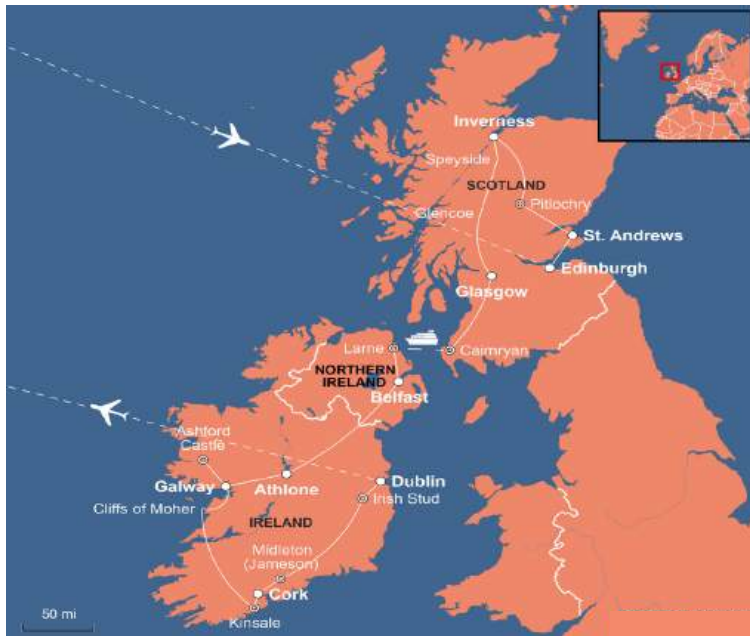 Inverness
Speyside
SCOTLAND
Pitlochry
Glencoe
St. Andrews
Edinburgh
Glasgow
Larne
Cairnryan
NORTHERN
IRELAND
Belfast
Ashford
Castle
Galway
Athlone
Dublin
Irish Stud
Cliffs of Moher
IRELAND
Midleton
(Jameson)
Cork
Kinsale
50 mi